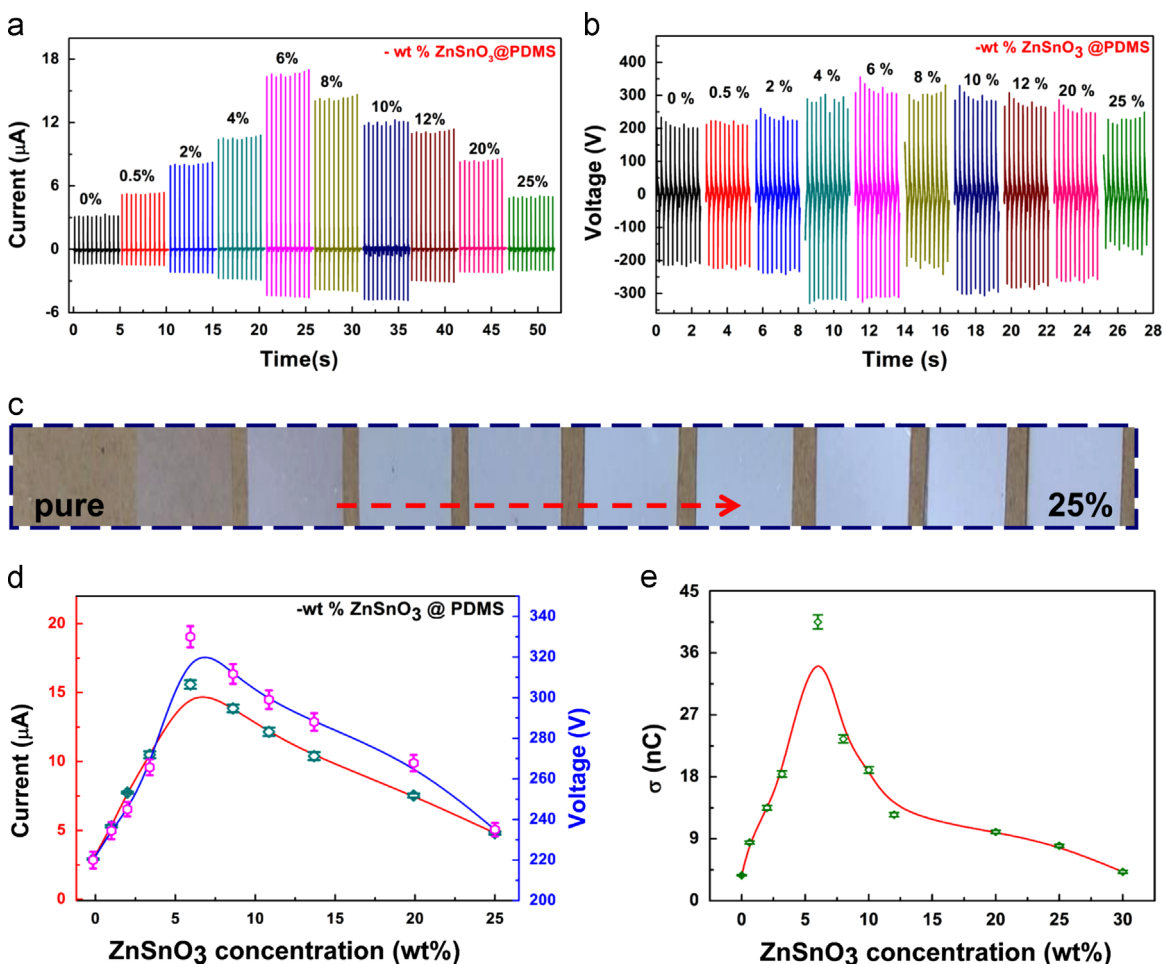 a
- wt % ZnSnO3@PDMS
18
12
6
0
-6
Current (μA)
0%
0.5%
2%
4%
6%
8%
10%
12%
20%
25%
0 5 10 15 20 25 30 35 40 45 50
Time(s)
b
-wt % ZnSnO3 @PDMS
400
300
200
100
0
-100
-200
-300
Voltage (V)
0 %
0.5 %
2 %
4 %
6 %
8 %
10 %
12 %
20 %
25 %
0 2 4 6 8 10 12 14 16 18 20 22 24 26 28
Time (s)
c
pure
25%
d
-wt % ZnSnO3 @ PDMS
20
15
10
5
0
Current (μA)
340
320
300
280
260
240
220
200
Voltage (V)
0 5 10 15 20 25
ZnSnO3 concentration (wt%)
e
45
36
27
18
9
0
σ (nC)
0 5 10 15 20 25 30
ZnSnO3 concentration (wt%)